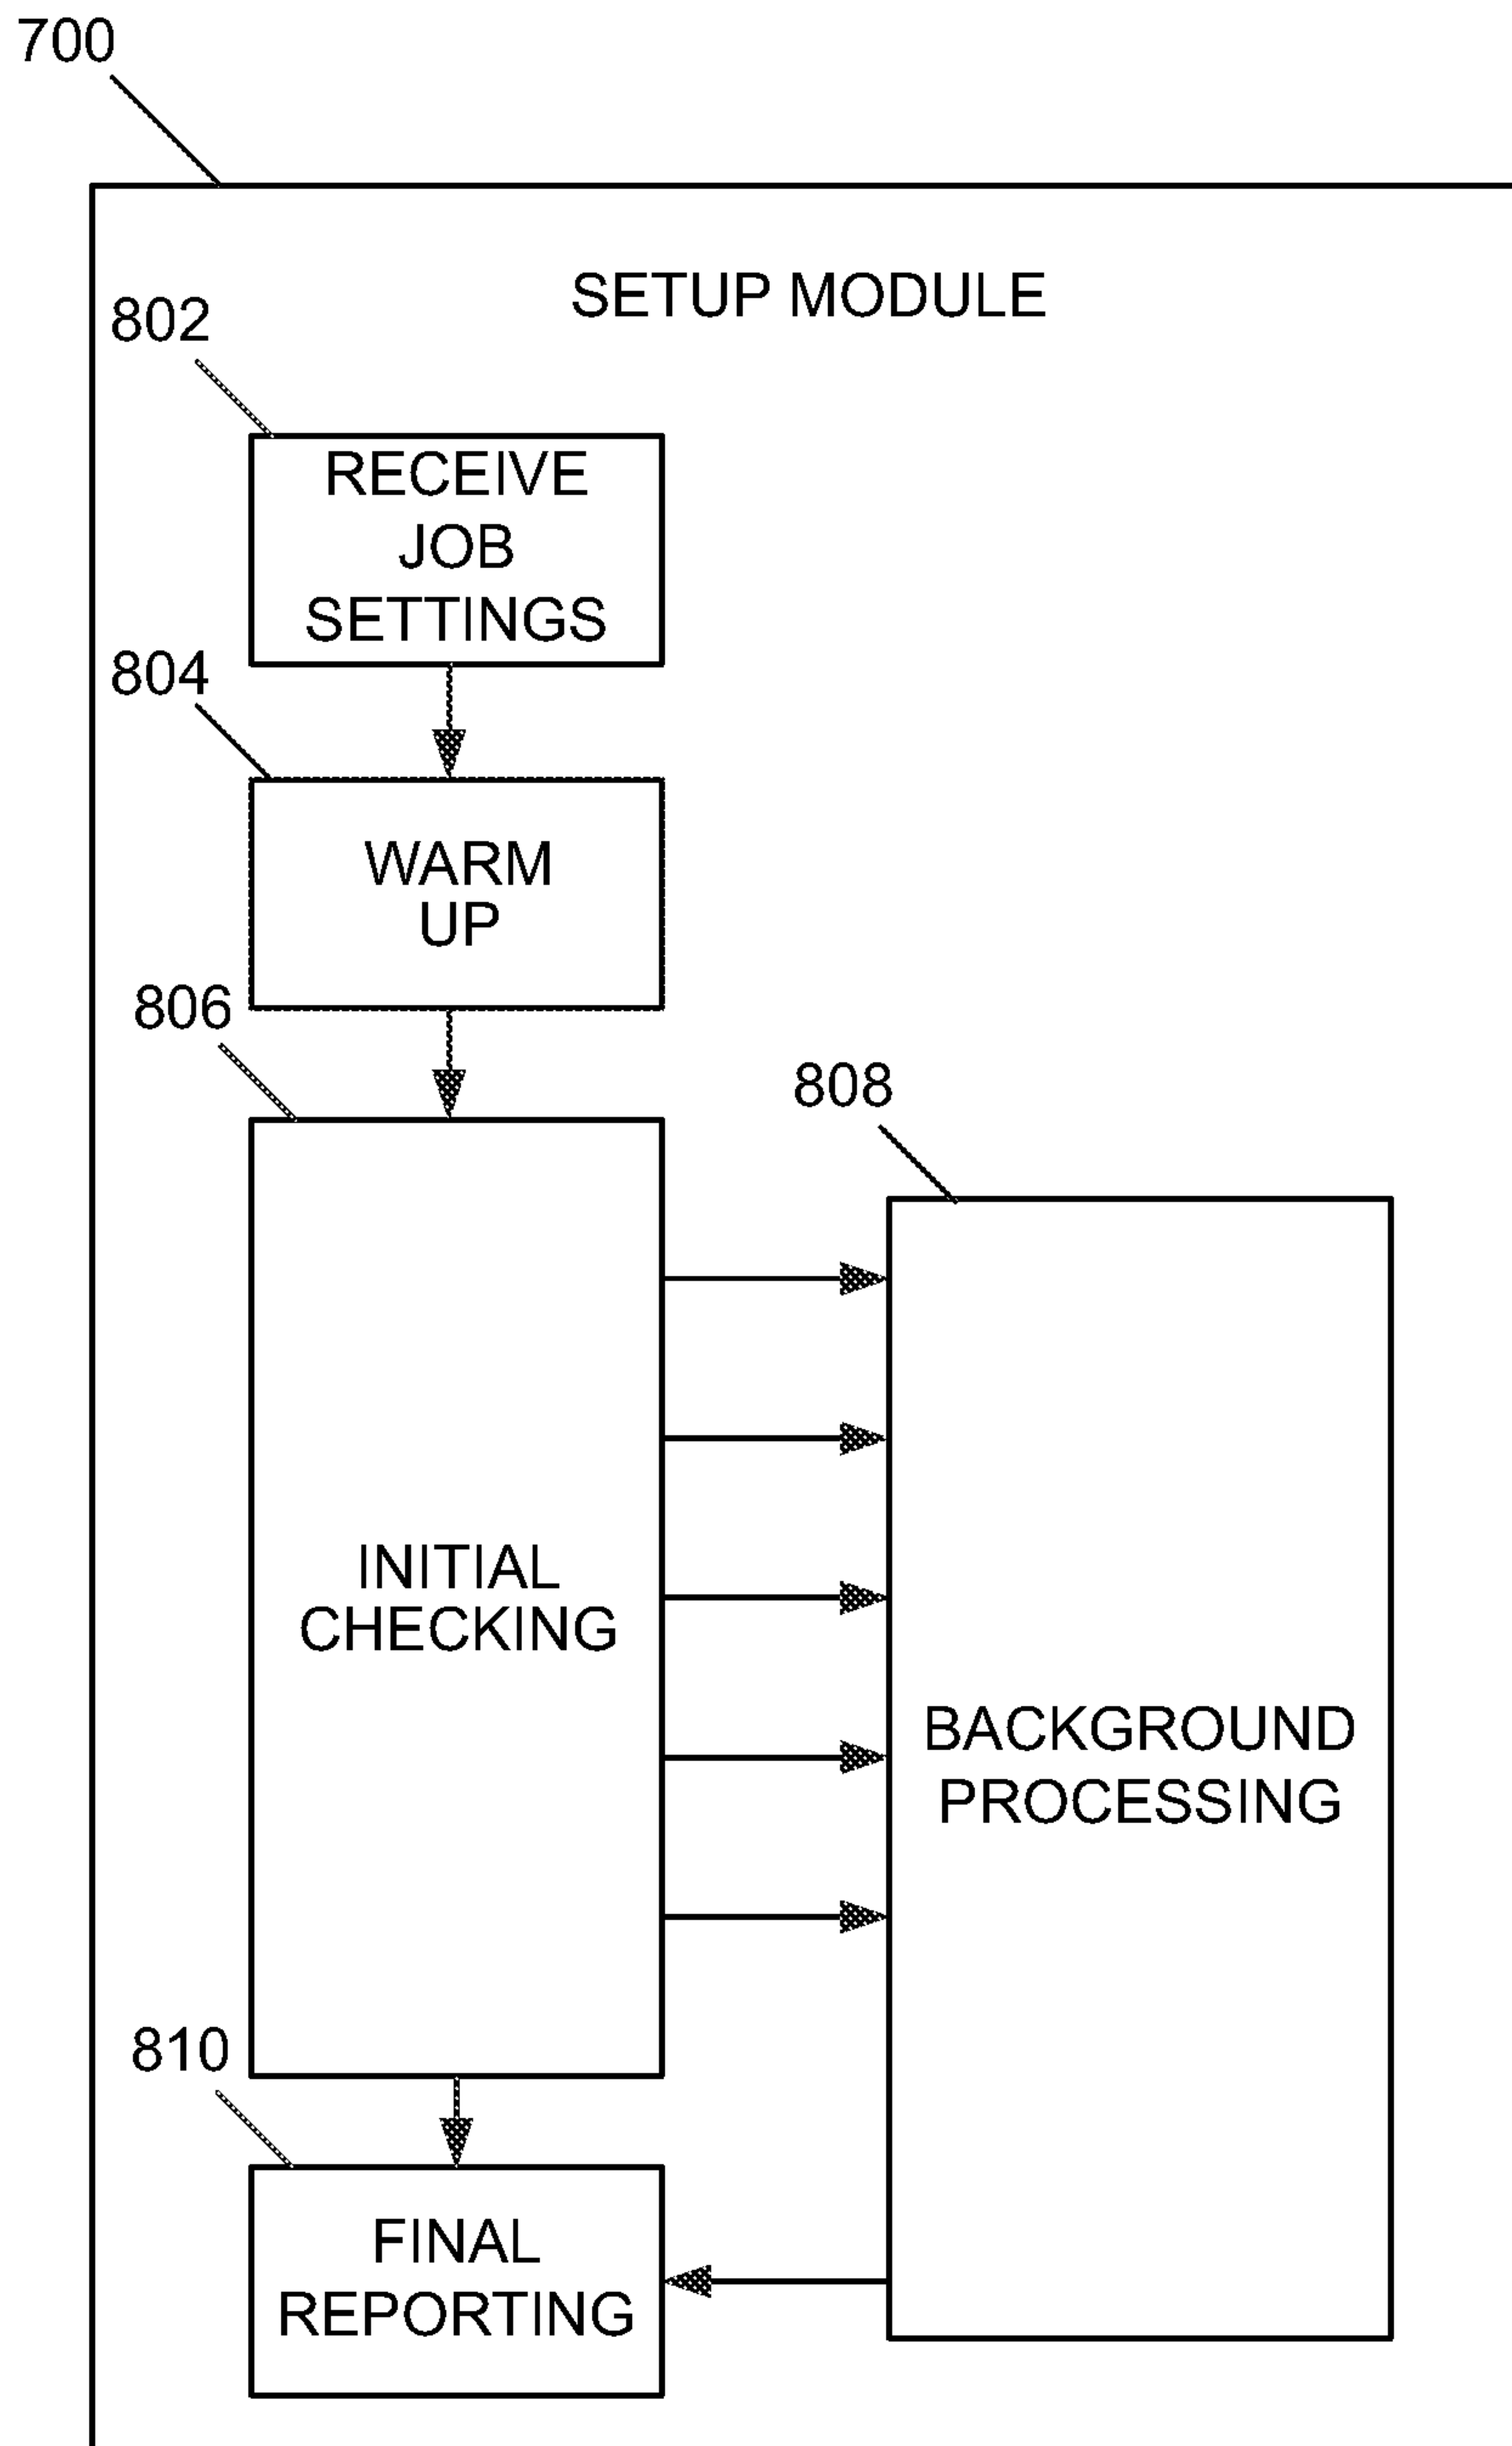 700
SETUP MODULE
802
RECEIVE
JOB
SETTINGS
804
WARM
UP
806
INITIAL
CHECKING
808
BACKGROUND
PROCESSING
810
FINAL
REPORTING